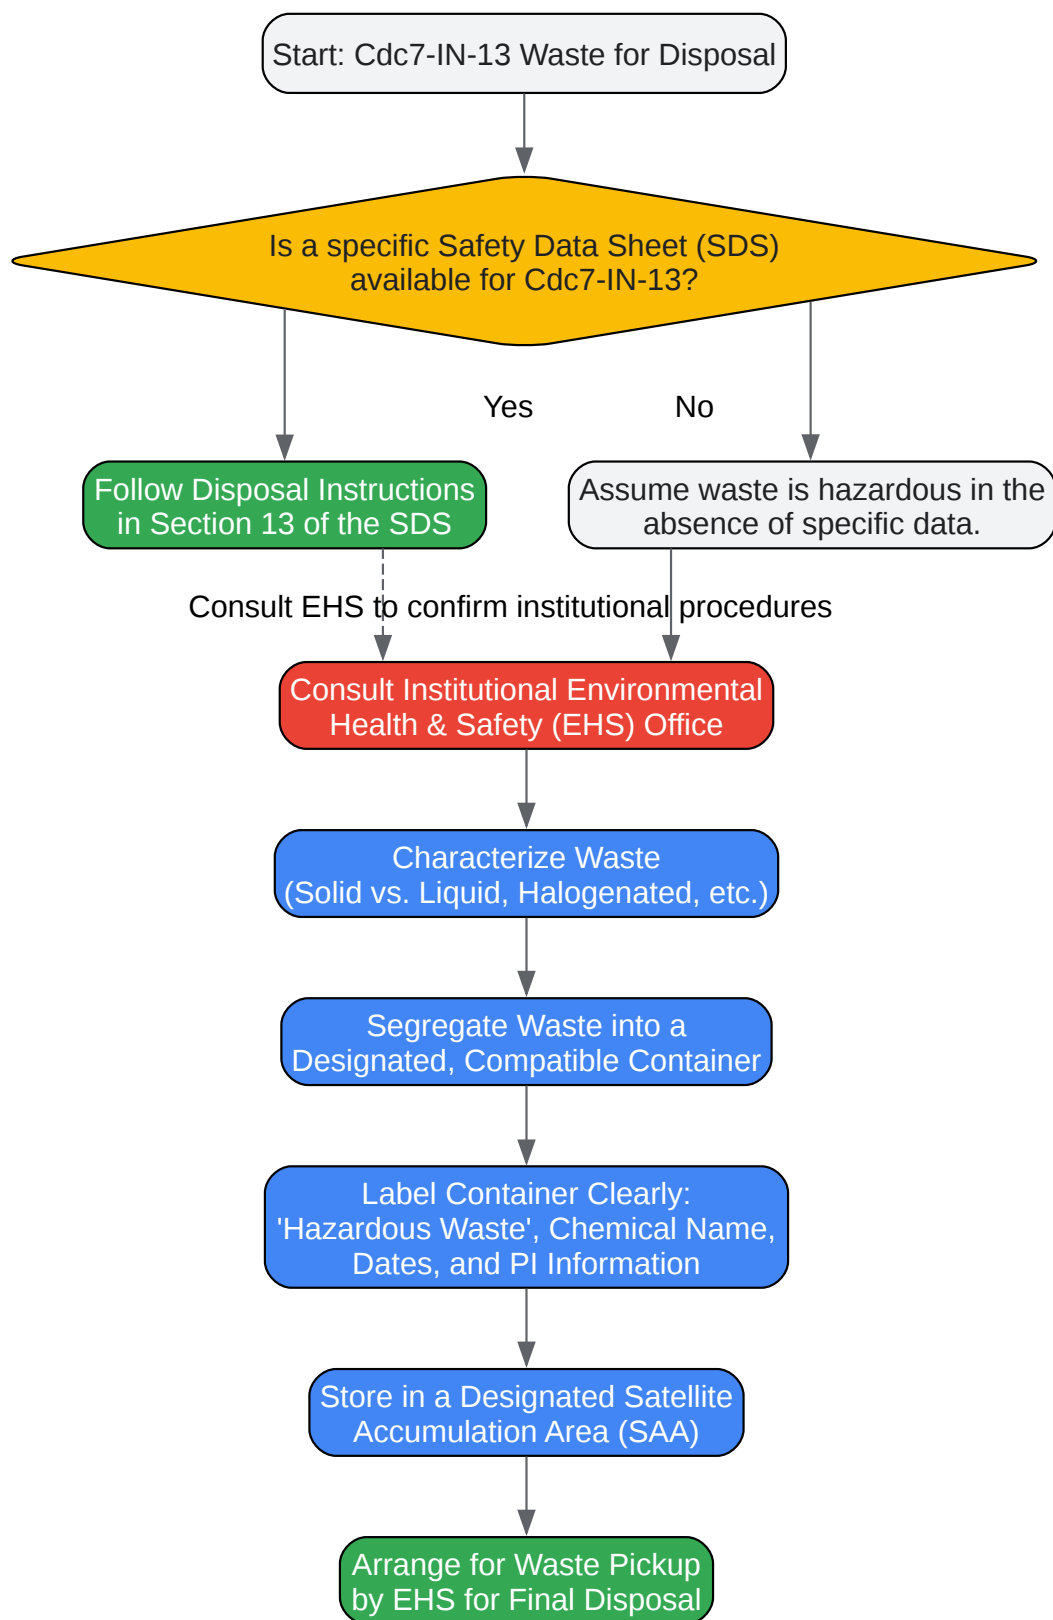 Start: Cdc7-IN-13 Waste for Disposal
Is a specific Safety Data Sheet (SDS)
available for Cdc7-IN-13?
Yes
No
Follow Disposal Instructions
in Section 13 of the SDS
Assume waste is hazardous in the
absence of specific data.
Consult EHS to confirm institutional procedures
Consult Institutional Environmental
Health & Safety (EHS) Office
Characterize Waste
(Solid vs. Liquid, Halogenated, etc.)
Segregate Waste into a
Designated, Compatible Container
Label Container Clearly:
'Hazardous Waste', Chemical Name,
Dates, and PI Information
Store in a Designated Satellite
Accumulation Area (SAA)
Arrange for Waste Pickup
by EHS for Final Disposal